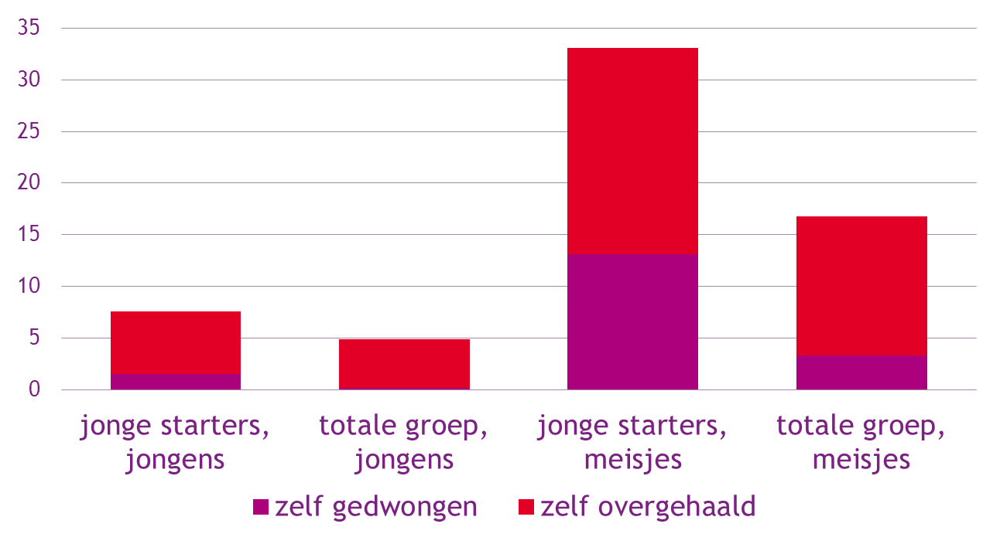 35
30
25
20
15
10
5
0
jonge starters,
jongens
totale groep,
jongens
jonge starters,
meisjes
totale groep,
meisjes
zelf gedwongen
zelf overgehaald